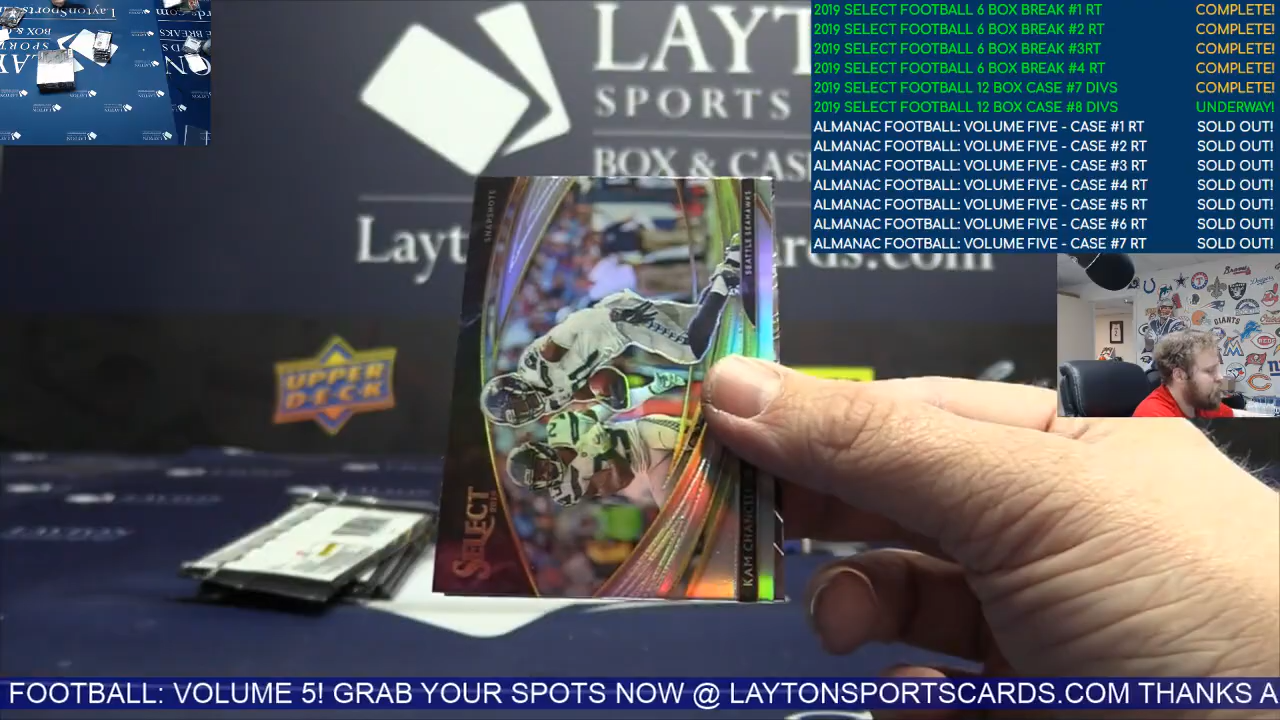 LAYT
SPORTS
BOX & CAS
Layt
rds.com
2019 SELECT FOOTBALL 6 BOX BREAK #1 RT COMPLETE!
2019 SELECT FOOTBALL 6 BOX BREAK #2 RT COMPLETE!
2019 SELECT FOOTBALL 6 BOX BREAK #3RT COMPLETE!
2019 SELECT FOOTBALL 6 BOX BREAK #4 RT COMPLETE!
2019 SELECT FOOTBALL 12 BOX CASE #7 DIVS COMPLETE!
2019 SELECT FOOTBALL 12 BOX CASE #8 DIVS UNDERWAY!
ALMANAC FOOTBALL: VOLUME FIVE - CASE #1 RT SOLD OUT!
ALMANAC FOOTBALL: VOLUME FIVE - CASE #2 RT SOLD OUT!
ALMANAC FOOTBALL: VOLUME FIVE - CASE #3 RT SOLD OUT!
ALMANAC FOOTBALL: VOLUME FIVE - CASE #4 RT SOLD OUT!
ALMANAC FOOTBALL: VOLUME FIVE - CASE #5 RT SOLD OUT!
ALMANAC FOOTBALL: VOLUME FIVE - CASE #6 RT SOLD OUT!
ALMANAC FOOTBALL: VOLUME FIVE - CASE #7 RT SOLD OUT!
SNAPSHOTS
SEATTLE SEAHAWKS
SELECT
KAM CHANCEL
UPPER
DECK
GIANTS
FOOTBALL: VOLUME 5! GRAB YOUR SPOTS NOW @ LAYTONSPORTSCARDS.COM THANKS A